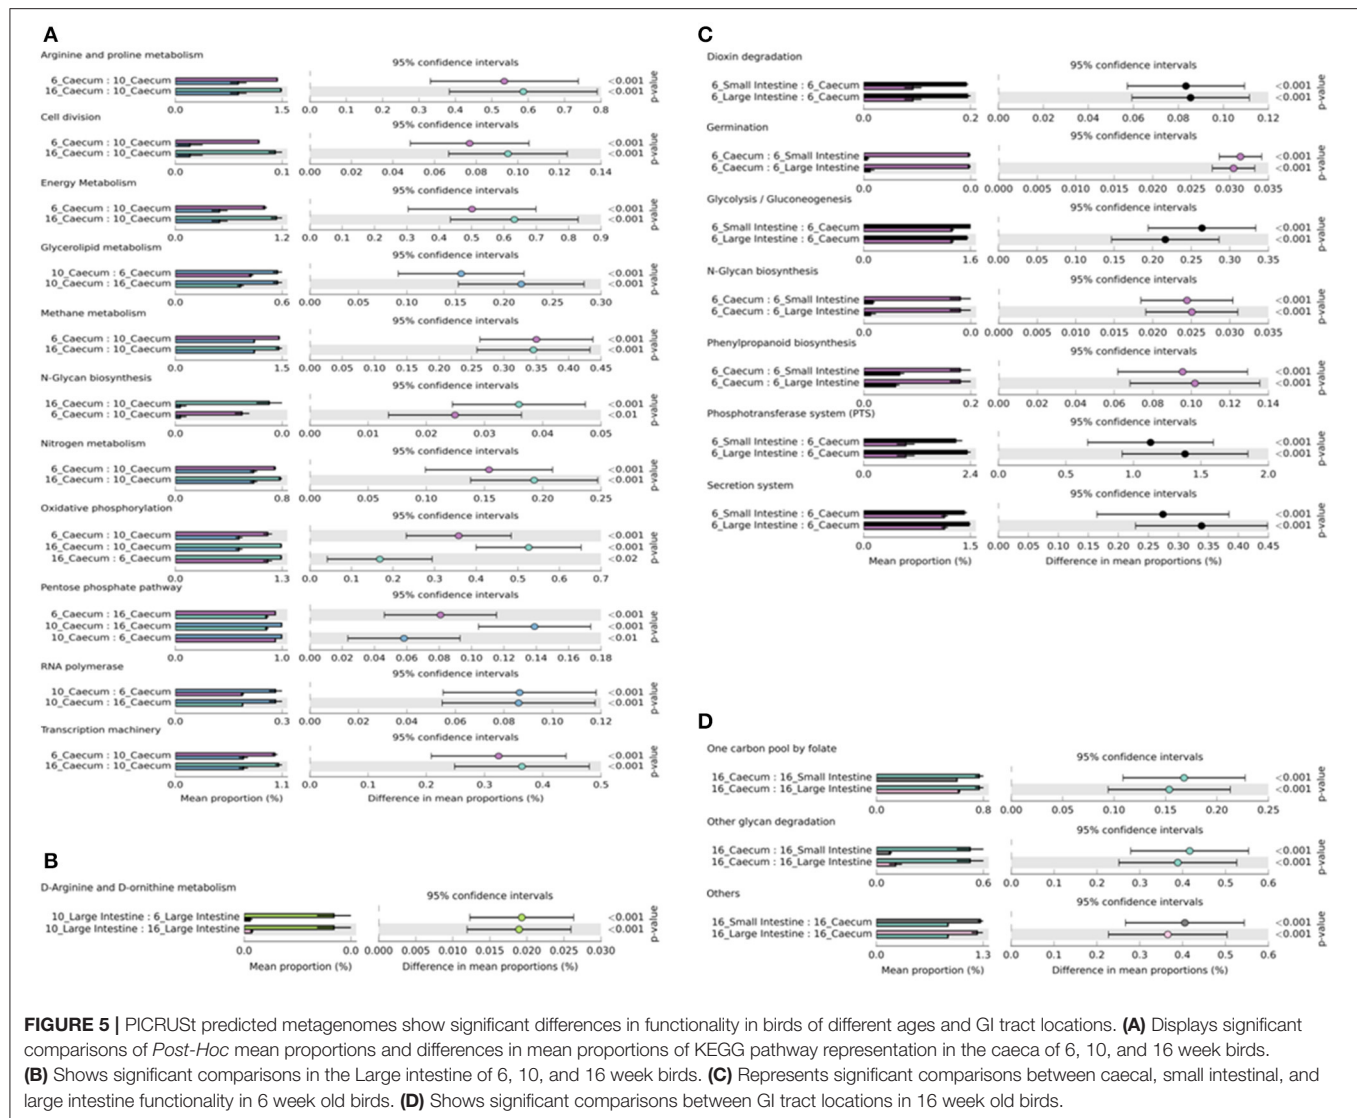 A
Arginine and proline metabolism
95% confidence intervals
6_Caecum : 10_Caecum <0.001
16_Caecum : 10_Caecum <0.001
p-value
0.0 1.5 0.0 0.1 0.2 0.3 0.4 0.5 0.6 0.7 0.8
Cell division
95% confidence intervals
6_Caecum : 10_Caecum <0.001
16_Caecum : 10_Caecum <0.001
p-value
0.0 0.1 0.00 0.02 0.04 0.06 0.08 0.10 0.12 0.14
Energy Metabolism
95% confidence intervals
6_Caecum : 10_Caecum <0.001
16_Caecum : 10_Caecum <0.001
p-value
0.0 1.2 0.0 0.1 0.2 0.3 0.4 0.5 0.6 0.7 0.8 0.9
Glycerolipid metabolism
95% confidence intervals
10_Caecum : 6_Caecum <0.001
10_Caecum : 16_Caecum <0.001
p-value
0.0 0.6 0.00 0.05 0.10 0.15 0.20 0.25 0.30
Methane metabolism
95% confidence intervals
6_Caecum : 10_Caecum <0.001
16_Caecum : 10_Caecum <0.001
p-value
0.0 1.5 0.00 0.05 0.10 0.15 0.20 0.25 0.30 0.35 0.40 0.45
N-Glycan biosynthesis
95% confidence intervals
16_Caecum : 10_Caecum <0.001
6_Caecum : 10_Caecum <0.01
p-value
0.0 0.0 0.00 0.01 0.02 0.03 0.04 0.05
Nitrogen metabolism
95% confidence intervals
6_Caecum : 10_Caecum <0.001
16_Caecum : 10_Caecum <0.001
p-value
0.0 0.8 0.00 0.05 0.10 0.15 0.20 0.25
Oxidative phosphorylation
95% confidence intervals
6_Caecum : 10_Caecum <0.001
16_Caecum : 10_Caecum <0.001
16_Caecum : 6_Caecum <0.02
p-value
0.0 1.3 0.0 0.1 0.2 0.3 0.4 0.5 0.6 0.7
Pentose phosphate pathway
95% confidence intervals
6_Caecum : 16_Caecum <0.001
10_Caecum : 16_Caecum <0.001
10_Caecum : 6_Caecum <0.01
p-value
0.0 1.0 0.00 0.02 0.04 0.06 0.08 0.10 0.12 0.14 0.16 0.18
RNA polymerase
95% confidence intervals
10_Caecum : 6_Caecum <0.001
10_Caecum : 16_Caecum <0.001
p-value
0.0 0.3 0.00 0.02 0.04 0.06 0.08 0.10 0.12
Transcription machinery
95% confidence intervals
6_Caecum : 10_Caecum <0.001
16_Caecum : 10_Caecum <0.001
p-value
0.0 1.1 0.0 0.1 0.2 0.3 0.4 0.5
Mean proportion (%) Difference in mean proportions (%)
B
D-Arginine and D-ornithine metabolism
95% confidence intervals
10_Large Intestine : 6_Large Intestine <0.001
10_Large Intestine : 16_Large Intestine <0.001
p-value
0.0 0.0 0.000 0.005 0.010 0.015 0.020 0.025 0.030
Mean proportion (%) Difference in mean proportions (%)
C
Dioxin degradation
95% confidence intervals
6_Small Intestine : 6_Caecum <0.001
6_Large Intestine : 6_Caecum <0.001
p-value
0.0 0.2 0.00 0.02 0.04 0.06 0.08 0.10 0.12
Germination
95% confidence intervals
6_Caecum : 6_Small Intestine <0.001
6_Caecum : 6_Large Intestine <0.001
p-value
0.0 0.0 0.000 0.005 0.010 0.015 0.020 0.025 0.030 0.035
Glycolysis / Gluconeogenesis
95% confidence intervals
6_Small Intestine : 6_Caecum <0.001
6_Large Intestine : 6_Caecum <0.001
p-value
0.0 1.6 0.00 0.05 0.10 0.15 0.20 0.25 0.30 0.35
N-Glycan biosynthesis
95% confidence intervals
6_Caecum : 6_Small Intestine <0.001
6_Caecum : 6_Large Intestine <0.001
p-value
0.0 0.0 0.000 0.005 0.010 0.015 0.020 0.025 0.030 0.035
Phenylpropanoid biosynthesis
95% confidence intervals
6_Caecum : 6_Small Intestine <0.001
6_Caecum : 6_Large Intestine <0.001
p-value
0.0 0.2 0.00 0.02 0.04 0.06 0.08 0.10 0.12 0.14
Phosphotransferase system (PTS)
95% confidence intervals
6_Small Intestine : 6_Caecum <0.001
6_Large Intestine : 6_Caecum <0.001
p-value
0.0 2.4 0.0 0.5 1.0 1.5 2.0
Secretion system
95% confidence intervals
6_Small Intestine : 6_Caecum <0.001
6_Large Intestine : 6_Caecum <0.001
p-value
0.0 1.5 0.00 0.05 0.10 0.15 0.20 0.25 0.30 0.35 0.40 0.45
Mean proportion (%) Difference in mean proportions (%)
D
One carbon pool by folate
95% confidence intervals
16_Caecum : 16_Small Intestine <0.001
16_Caecum : 16_Large Intestine <0.001
p-value
0.0 0.8 0.00 0.05 0.10 0.15 0.20 0.25
Other glycan degradation
95% confidence intervals
16_Caecum : 16_Small Intestine <0.001
16_Caecum : 16_Large Intestine <0.001
p-value
0.0 0.6 0.0 0.1 0.2 0.3 0.4 0.5 0.6
Others
95% confidence intervals
16_Small Intestine : 16_Caecum <0.001
16_Large Intestine : 16_Caecum <0.001
p-value
0.0 1.3 0.0 0.1 0.2 0.3 0.4 0.5 0.6
Mean proportion (%) Difference in mean proportions (%)
FIGURE 5 | PICRUSt predicted metagenomes show significant differences in functionality in birds of different ages and GI tract locations. (A) Displays significant
comparisons of Post-Hoc mean proportions and differences in mean proportions of KEGG pathway representation in the caeca of 6, 10, and 16 week birds.
(B) Shows significant comparisons in the Large intestine of 6, 10, and 16 week birds. (C) Represents significant comparisons between caecal, small intestinal, and
large intestine functionality in 6 week old birds. (D) Shows significant comparisons between GI tract locations in 16 week old birds.